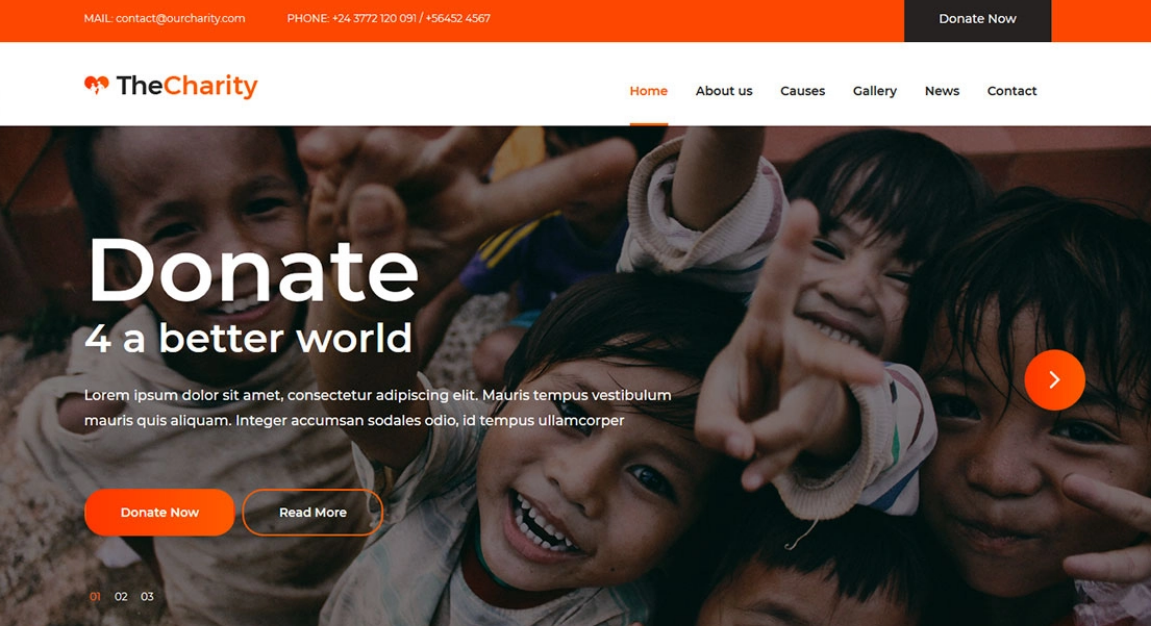 MAIL: contact@ourcharity.com PHONE: +24 3772 120 091 / +56452 4567 Donate Now
TheCharity Home About us Causes Gallery News Contact
Donate
4 a better world
Lorem ipsum dolor sit amet, consectetur adipiscing elit. Mauris tempus vestibulum
mauris quis aliquam. Integer accumsan sodales odio, id tempus ullamcorper
Donate Now Read More
01 02 03